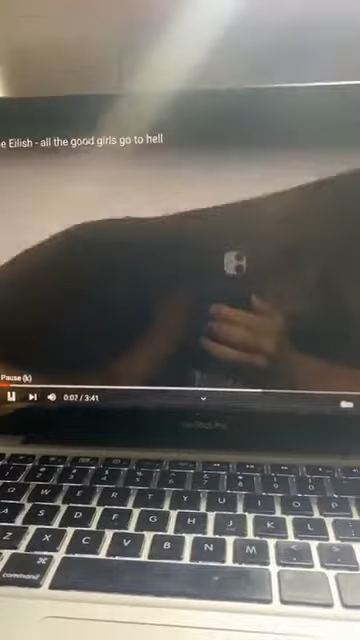 e Eilish - all the good girls go to hell
Pause (k)
0:07 / 3:41
MacBook Pro
Q W E R T Y U I O P
A S D F G H J K L
Z X C V B N M
command